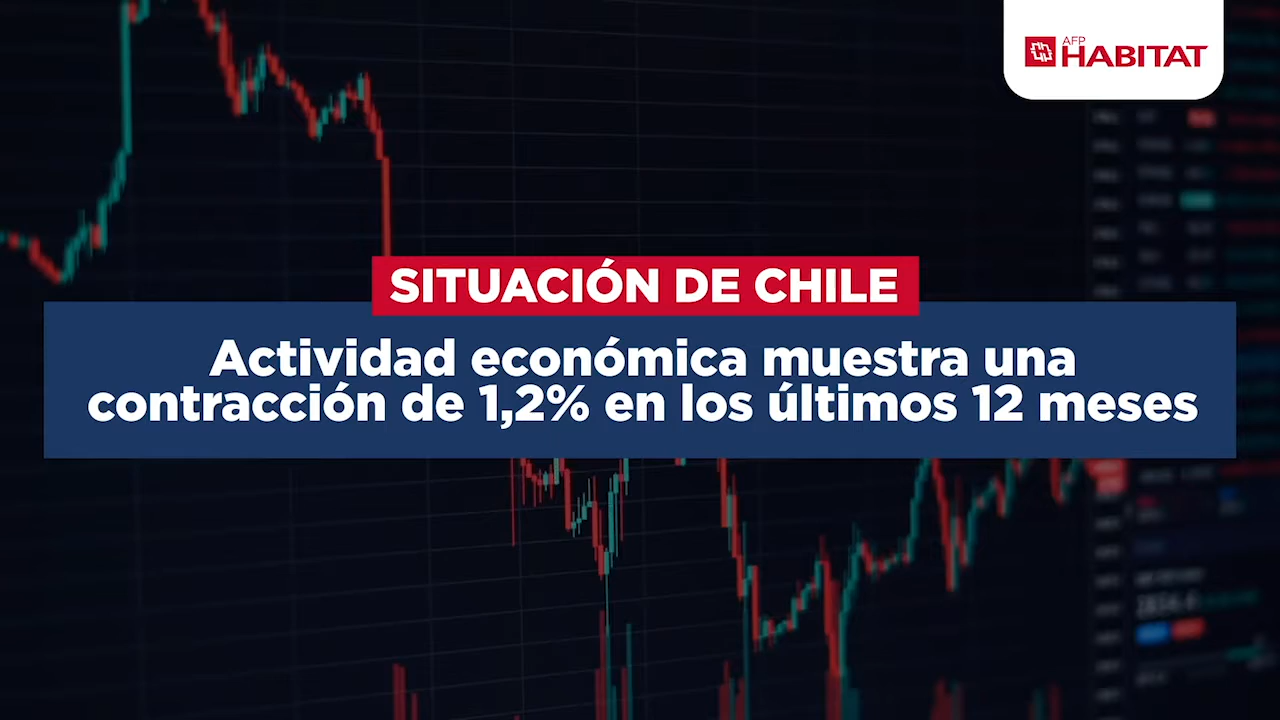 AFP
HABITAT
SITUACIÓN DE CHILE
Actividad económica muestra una
contracción de 1,2% en los últimos 12 meses